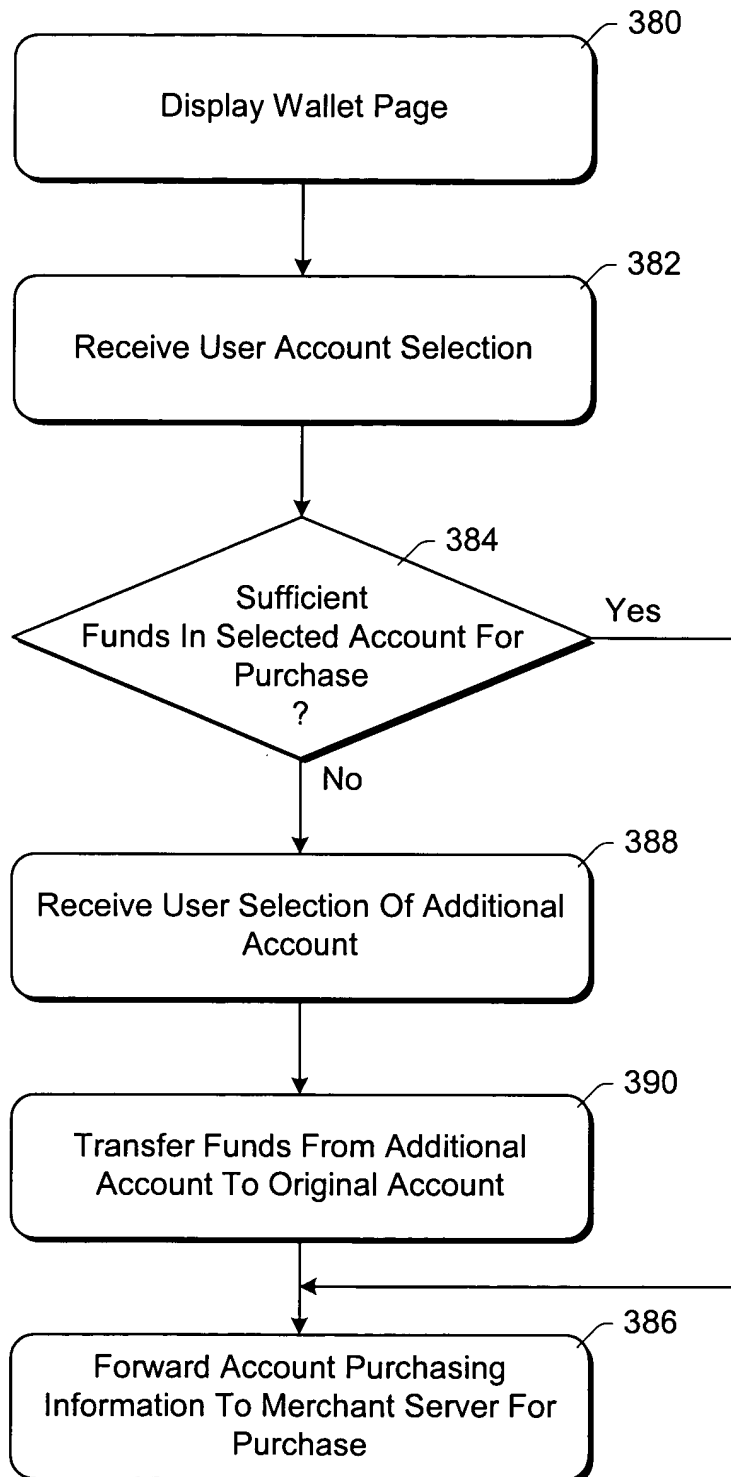 380
Display Wallet Page
382
Receive User Account Selection
384
Sufficient
Funds In Selected Account For
Purchase
?
Yes
No
388
Receive User Selection Of Additional
Account
390
Transfer Funds From Additional
Account To Original Account
386
Forward Account Purchasing
Information To Merchant Server For
Purchase